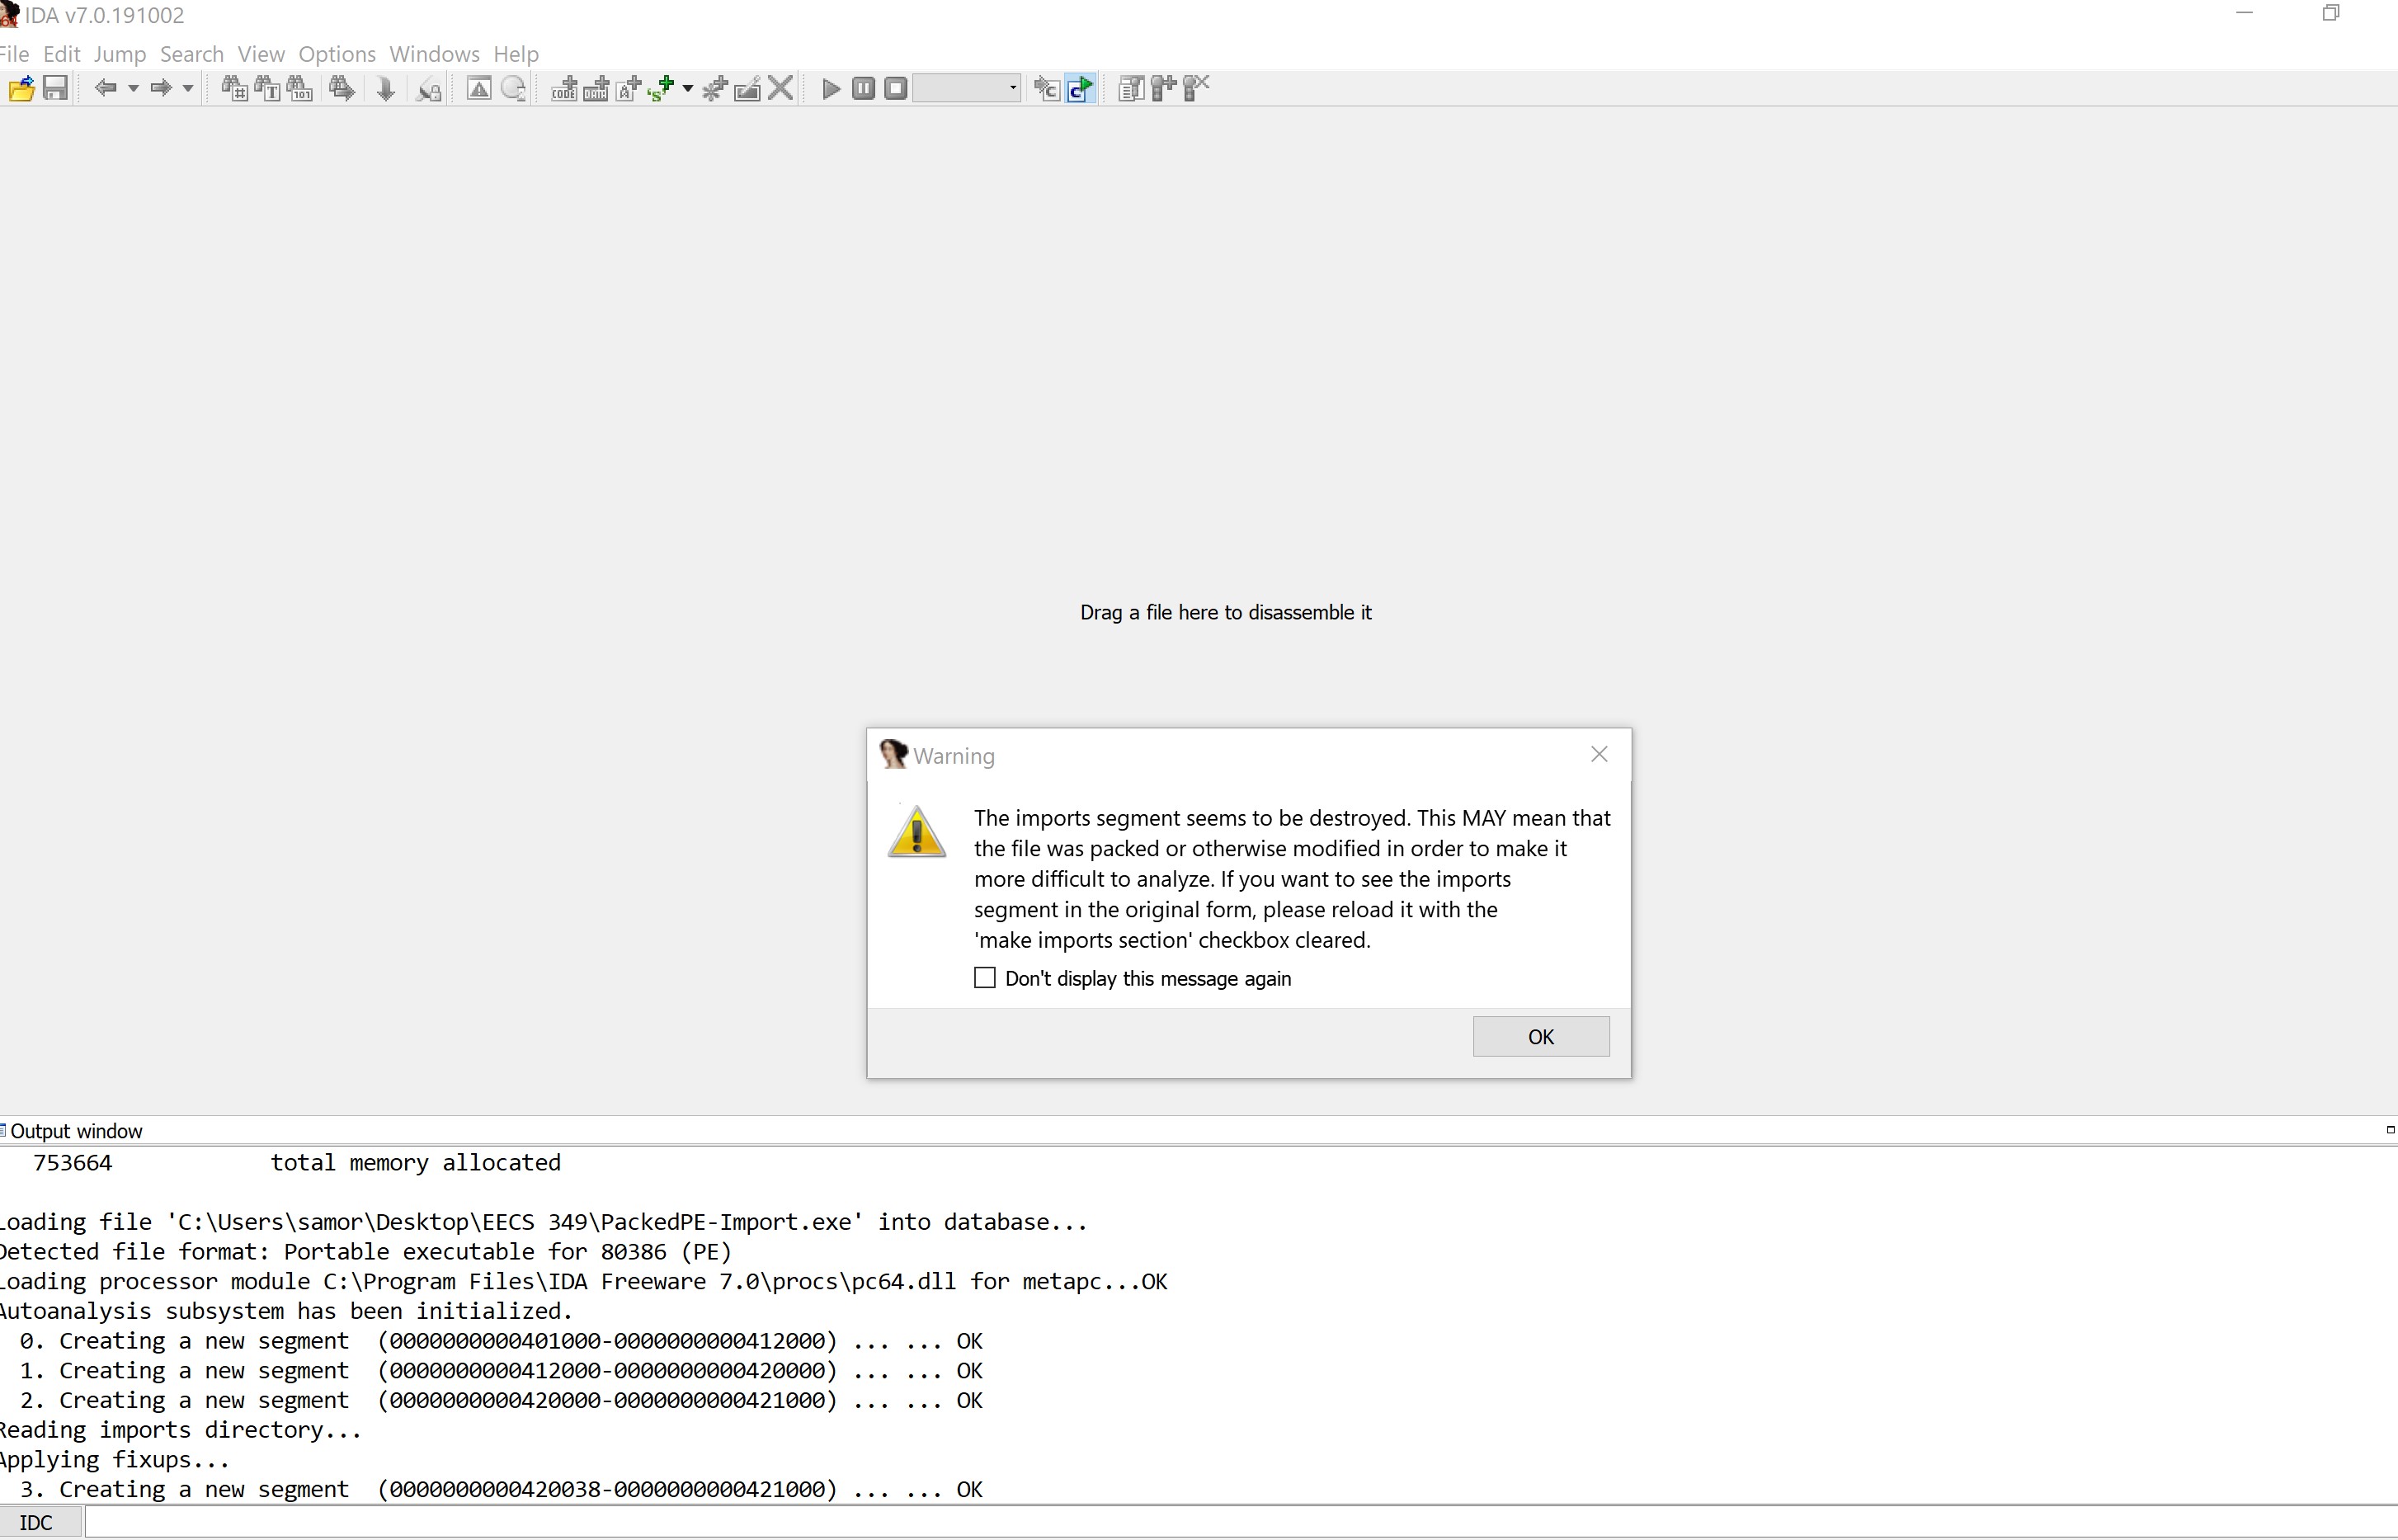 IDA v7.0.191002
File Edit Jump Search View Options Windows Help
Drag a file here to disassemble it
Warning
The imports segment seems to be destroyed. This MAY mean that
the file was packed or otherwise modified in order to make it
more difficult to analyze. If you want to see the imports
segment in the original form, please reload it with the
'make imports section' checkbox cleared.
Don't display this message again
OK
Output window
753664 total memory allocated
Loading file 'C:\Users\samor\Desktop\EECS 349\PackedPE-Import.exe' into database...
Detected file format: Portable executable for 80386 (PE)
Loading processor module C:\Program Files\IDA Freeware 7.0\procs\pc64.dll for metapc...OK
Autoanalysis subsystem has been initialized.
0. Creating a new segment (0000000000401000-0000000000412000) ... ... OK
1. Creating a new segment (0000000000412000-0000000000420000) ... ... OK
2. Creating a new segment (0000000000420000-0000000000421000) ... ... OK
Reading imports directory...
Applying fixups...
3. Creating a new segment (0000000000420038-0000000000421000) ... ... OK
IDC